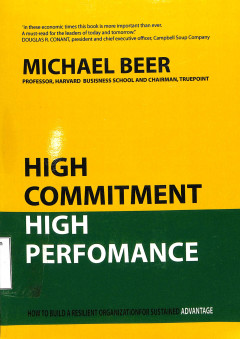 "In these economic times this book is more important than ever.
A must-read for the leaders of today and tomorrow."
DOUGLAS R. CONANT, president and chief executive officer, Campbell Soup Company
MICHAEL BEER
PROFESSOR, HARVARD BUSISNESS SCHOOL AND CHAIRMAN, TRUEPOINT
HIGH
COMMITMENT
HIGH
PERFOMANCE
HOW TO BUILD A RESILIENT ORGANIZATION FOR SUSTAINED ADVANTAGE